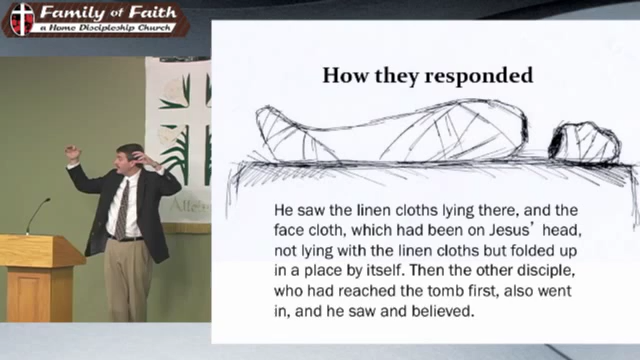 Family of Faith
a Home Discipleship Church
How they responded
He saw the linen cloths lying there, and the
face cloth, which had been on Jesus’ head,
not lying with the linen cloths but folded up
in a place by itself. Then the other disciple,
who had reached the tomb first, also went
in, and he saw and believed.